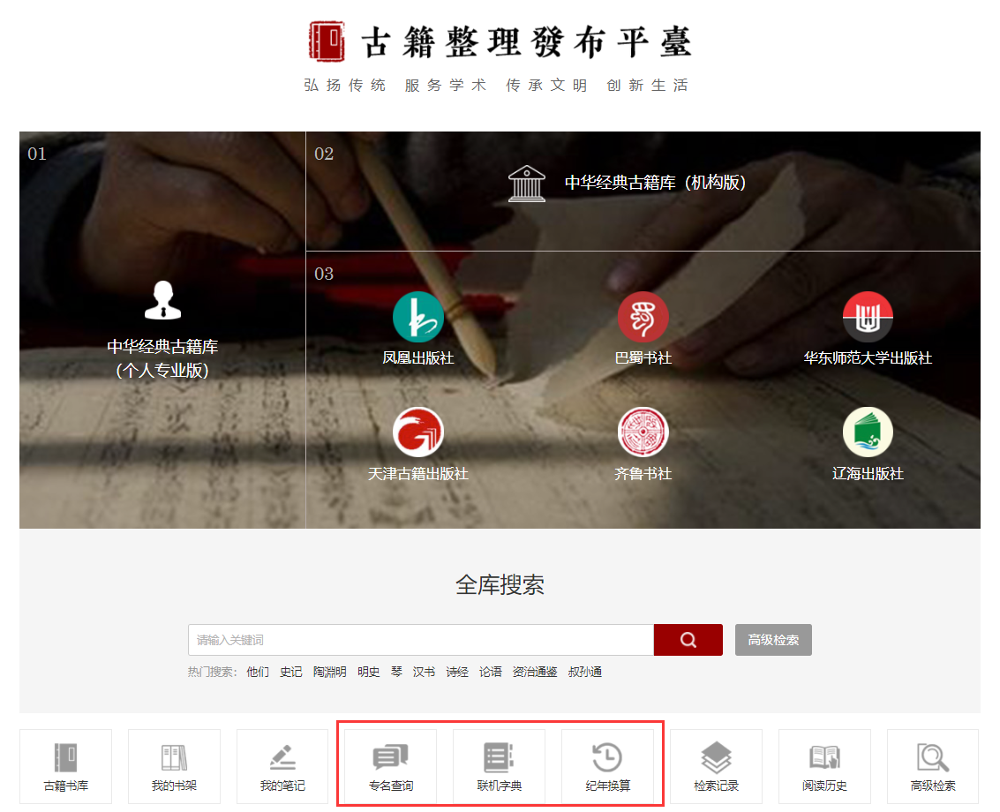 古籍整理發布平臺
弘扬传统 服务学术 传承文明 创新生活
01
中华经典古籍库
（个人专业版）
02
中华经典古籍库（机构版）
03
凤凰出版社
巴蜀书社
华东师范大学出版社
天津古籍出版社
齐鲁书社
辽海出版社
全库搜索
请输入关键词
高级检索
热门搜索： 他们 史记 陶淵明 明史 琴 汉书 诗经 论语 资治通鉴 叔孙通
古籍书库
我的书架
我的笔记
专名查询
联机字典
纪年换算
检索记录
阅读历史
高级检索